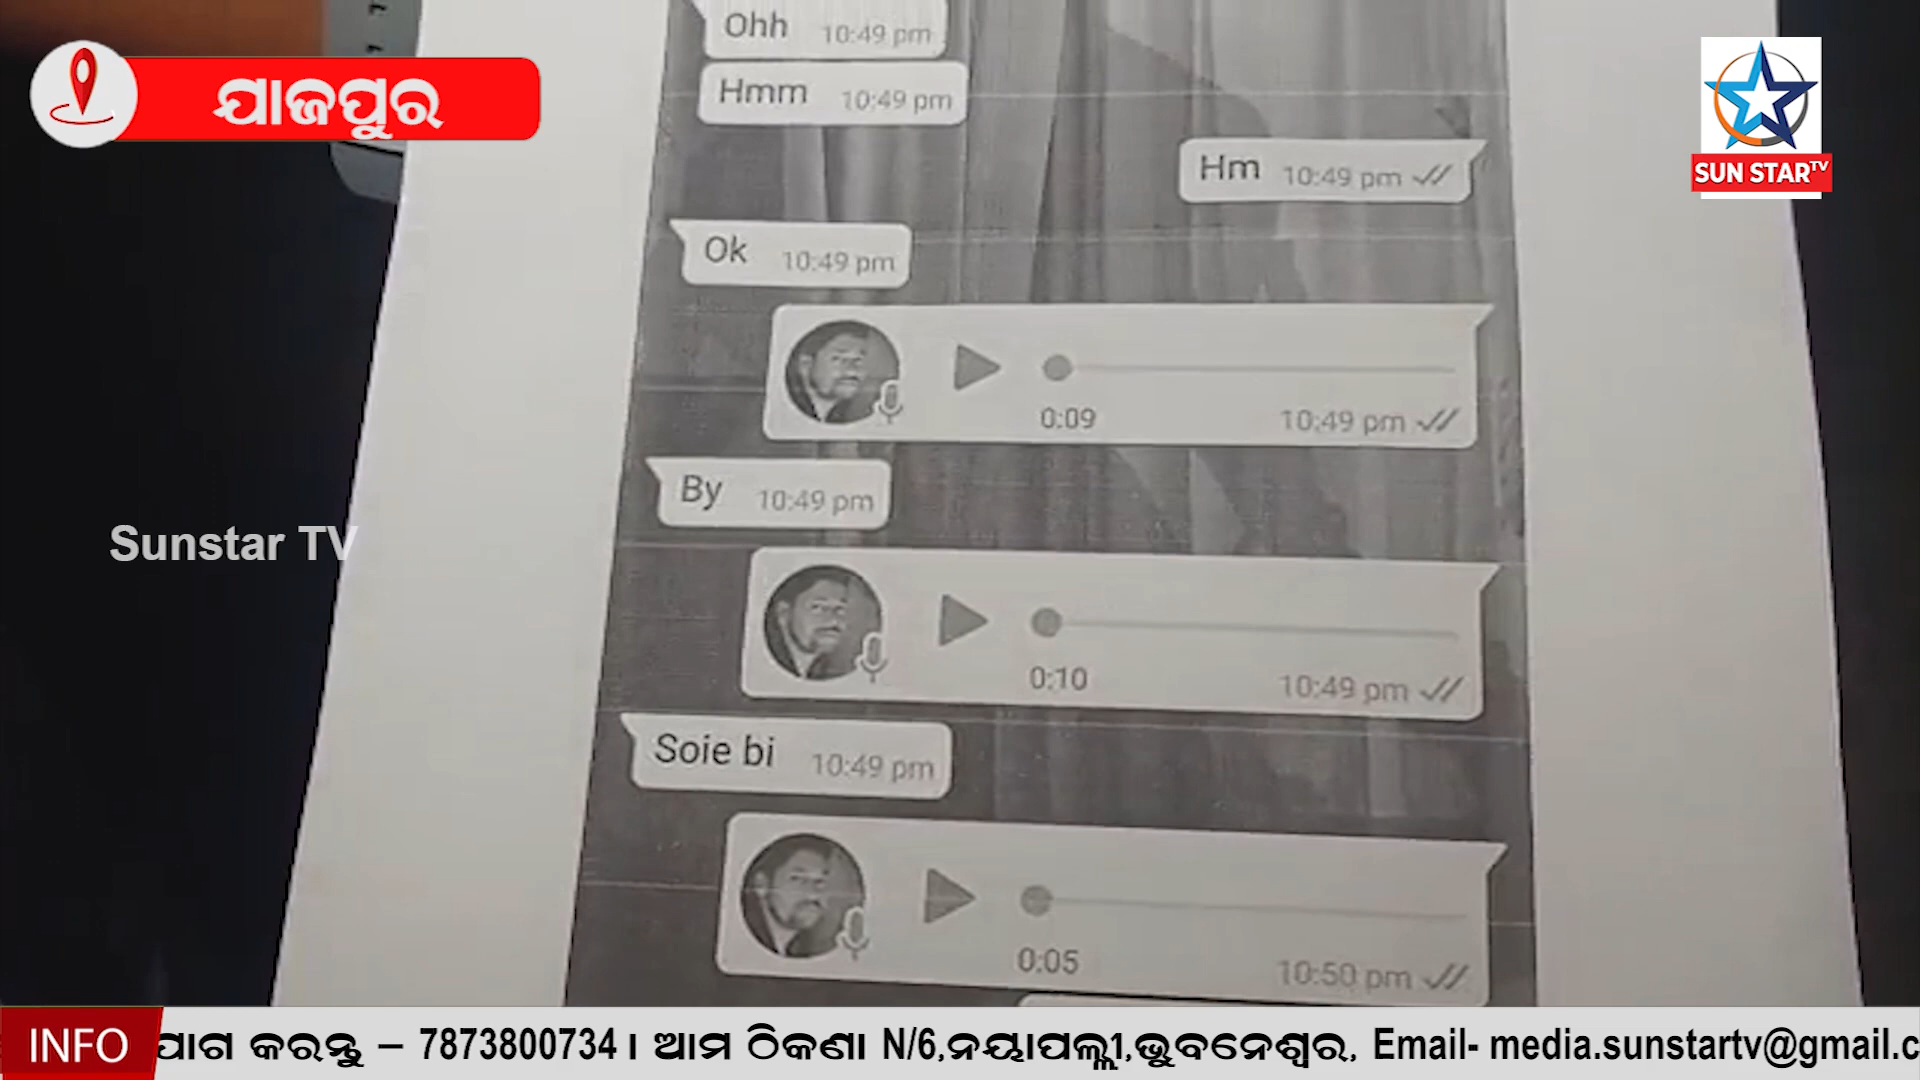 Ohh 10:49 pm
ଯାଜପୁର
Hmm 10:49 pm
Hm 10:49 pm
SUN STAR TV
Ok 10:49 pm
0:09 10:49 pm
By 10:49 pm
Sunstar TV
0:10 10:49 pm
Soie bi 10:49 pm
0:05 10:50 pm
INFO ଯୋଗ କରନ୍ତୁ – 7873800734 । ଆମ ଠିକଣା N/6,ନୟାପଲ୍ଲୀ,ଭୁବନେଶ୍ୱର, Email- media.sunstartv@gmail.c